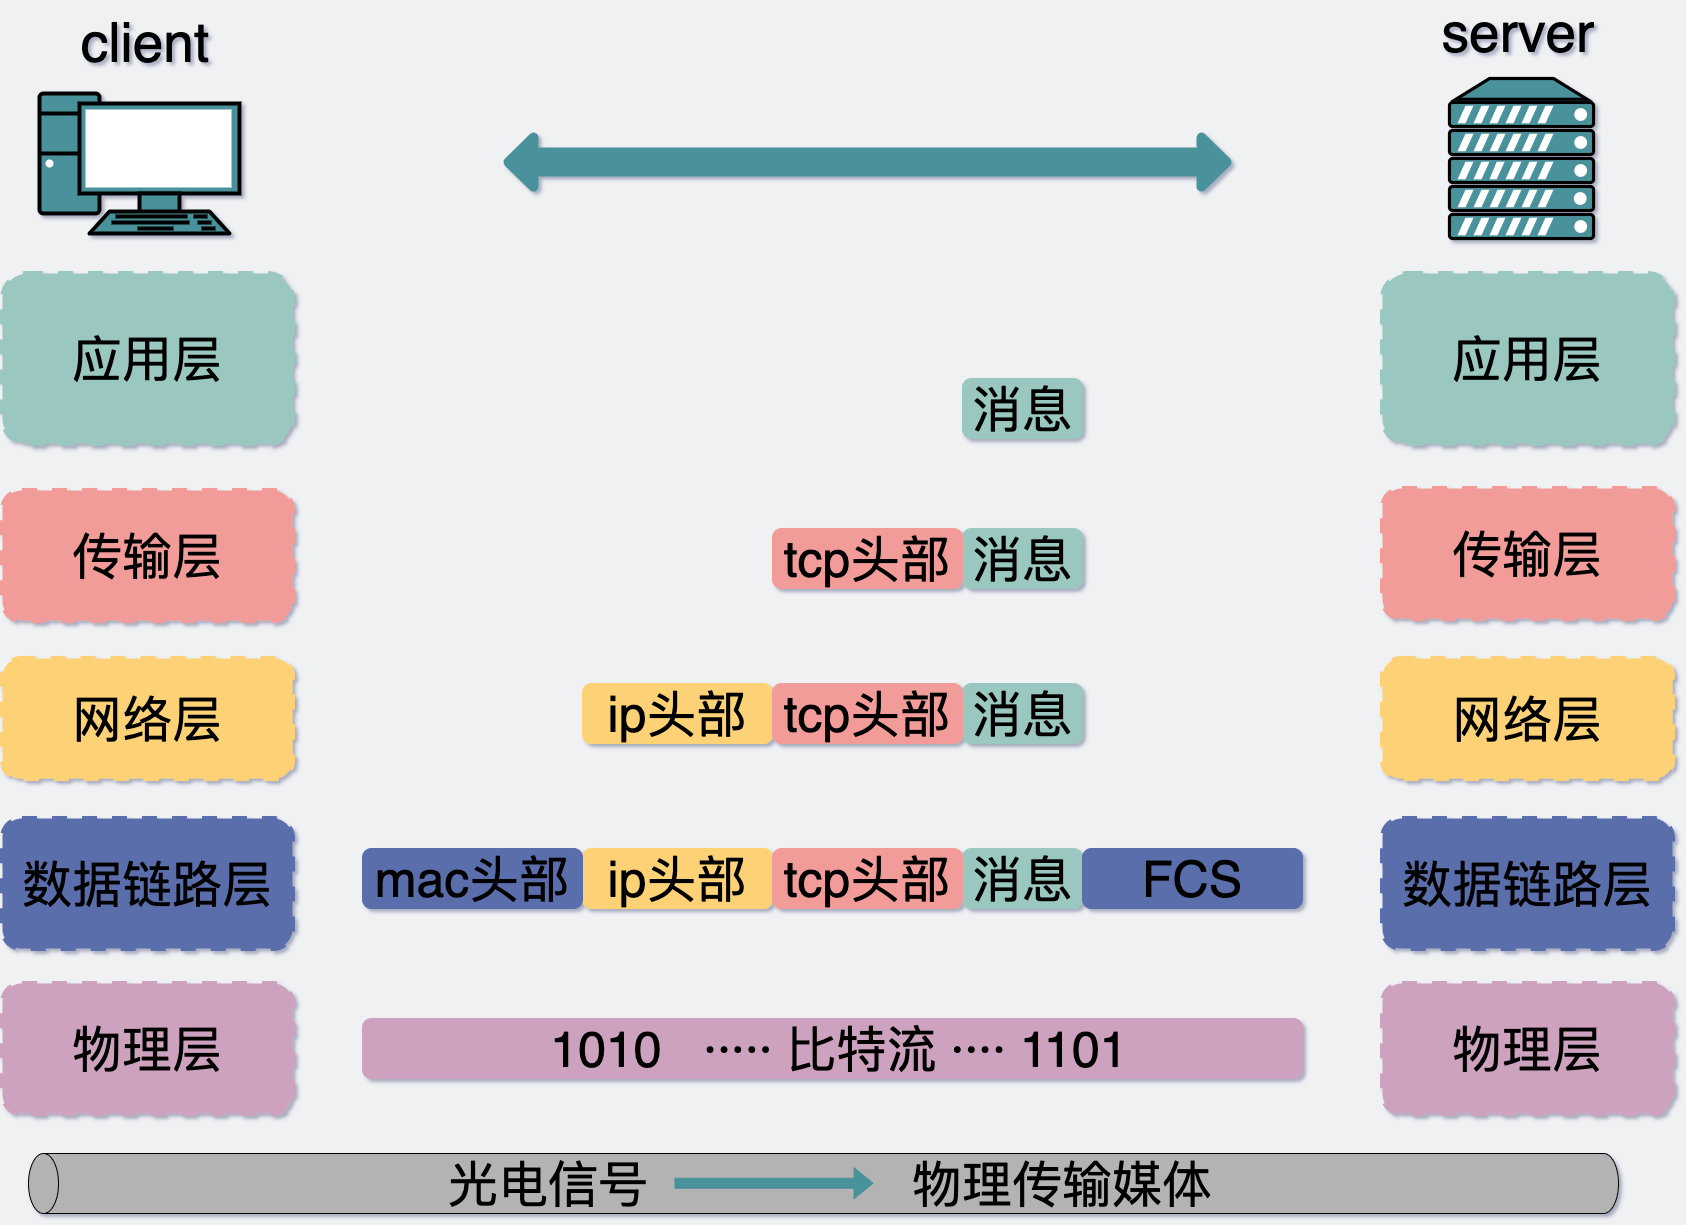 client
server
应用层
应用层
消息
传输层
tcp头部 消息
传输层
网络层
ip头部 tcp头部 消息
网络层
数据链路层
mac头部 ip头部 tcp头部 消息 FCS
数据链路层
物理层
1010 ····· 比特流 ···· 1101
物理层
光电信号 物理传输媒体